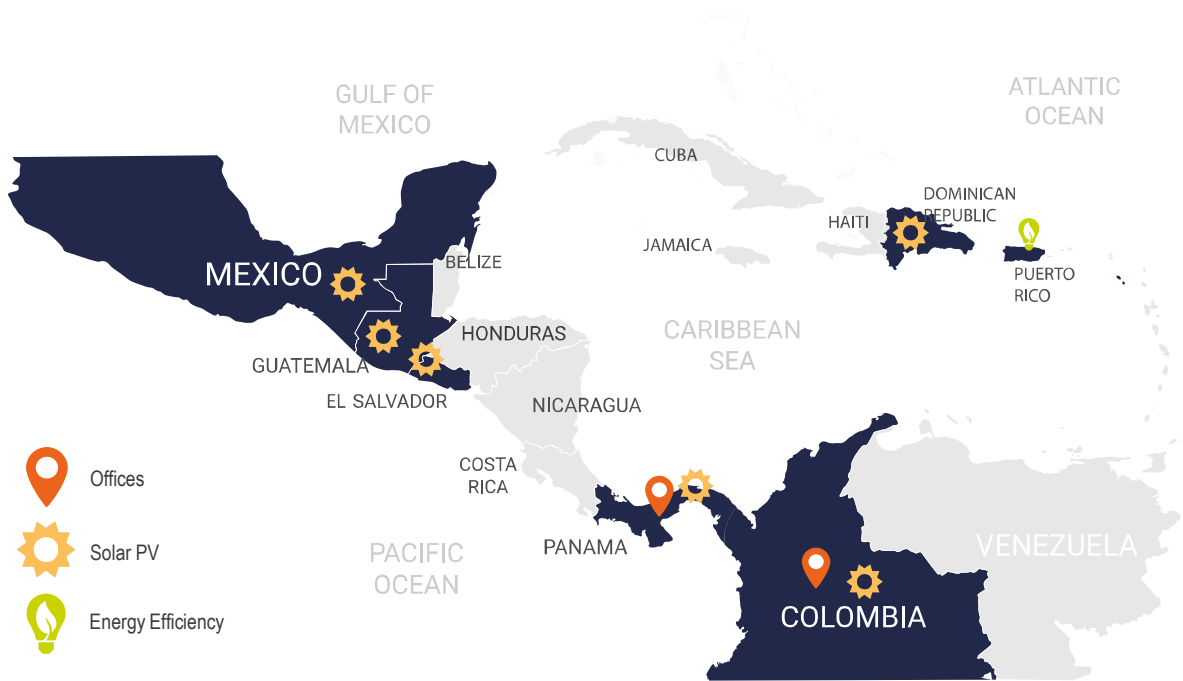 GULF OF
MEXICO
ATLANTIC
OCEAN
CUBA
DOMINICAN
REPUBLIC
HAITI
JAMAICA
BELIZE
MEXICO
PUERTO
RICO
CARIBBEAN
SEA
HONDURAS
GUATEMALA
EL SALVADOR
NICARAGUA
COSTA
RICA
PANAMA
PACIFIC
OCEAN
VENEZUELA
COLOMBIA
Offices
Solar PV
Energy Efficiency